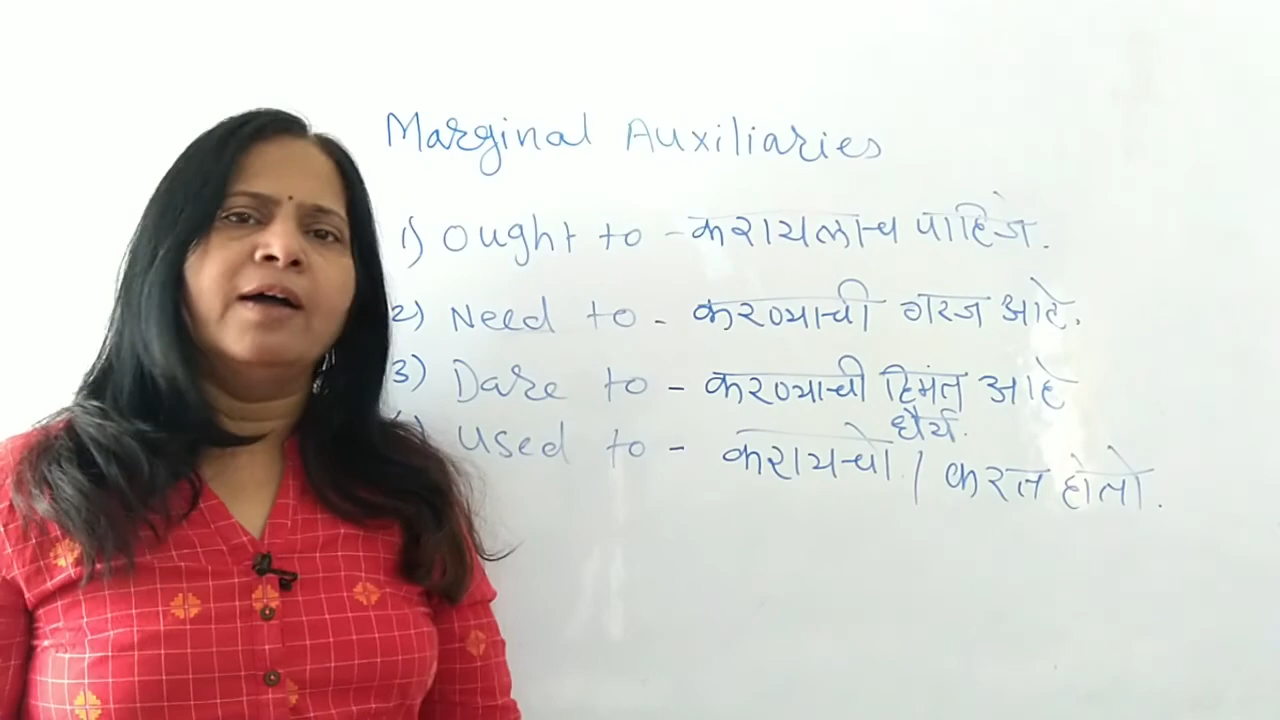 Marginal Auxiliaries
1) Ought to - करायलाच पाहिजे.
2) Need to - करण्याची गरज आहे.
3) Dare to - करण्याची हिमंत आहे
धैर्य.
Used to - करायचो / करत होतो.